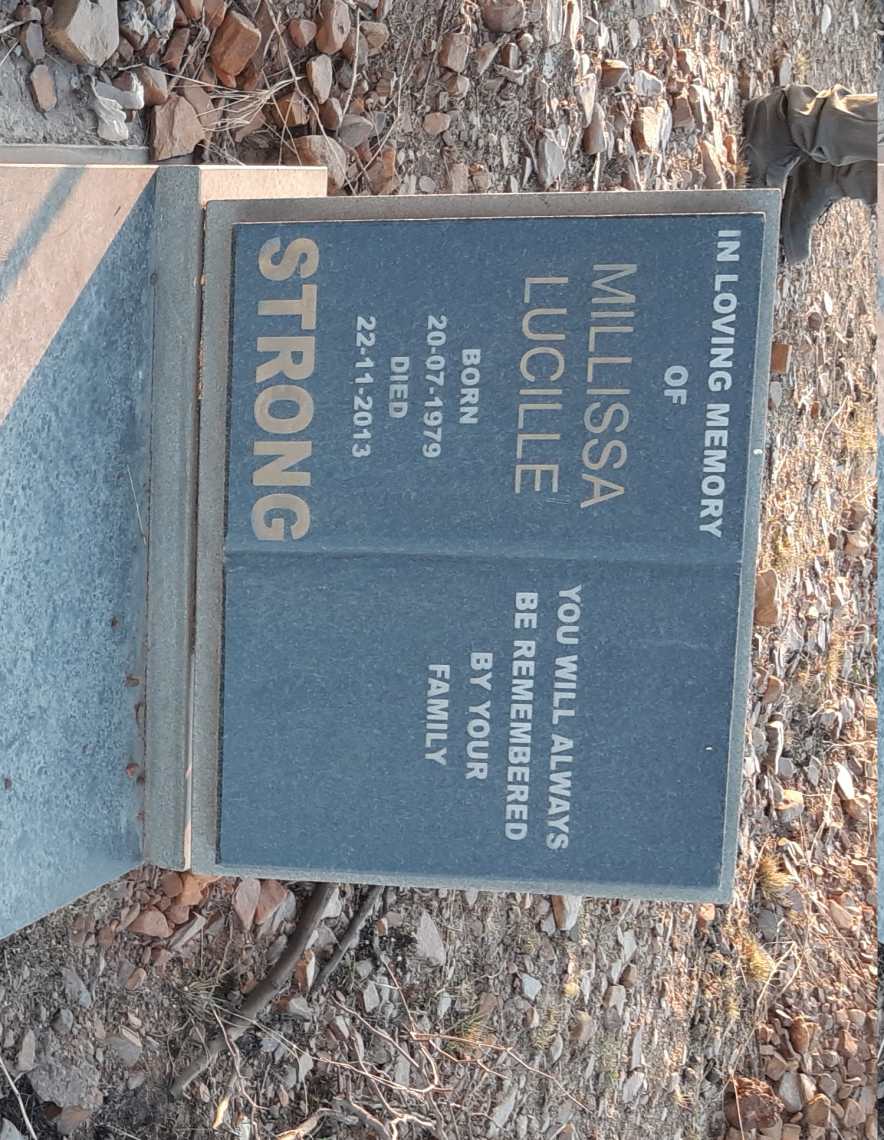 IN LOVING MEMORY
OF
MILLISSA
LUCILLE
BORN
20-07-1979
DIED
22-11-2013
STRONG
YOU WILL ALWAYS
BE REMEMBERED
BY YOUR
FAMILY